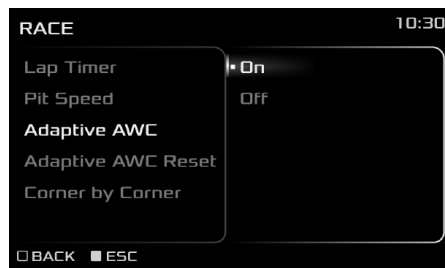 RACE 10:30
Lap Timer
On
Pit Speed
Off
Adaptive AWC
Adaptive AWC Reset
Corner by Corner
BACK ESC